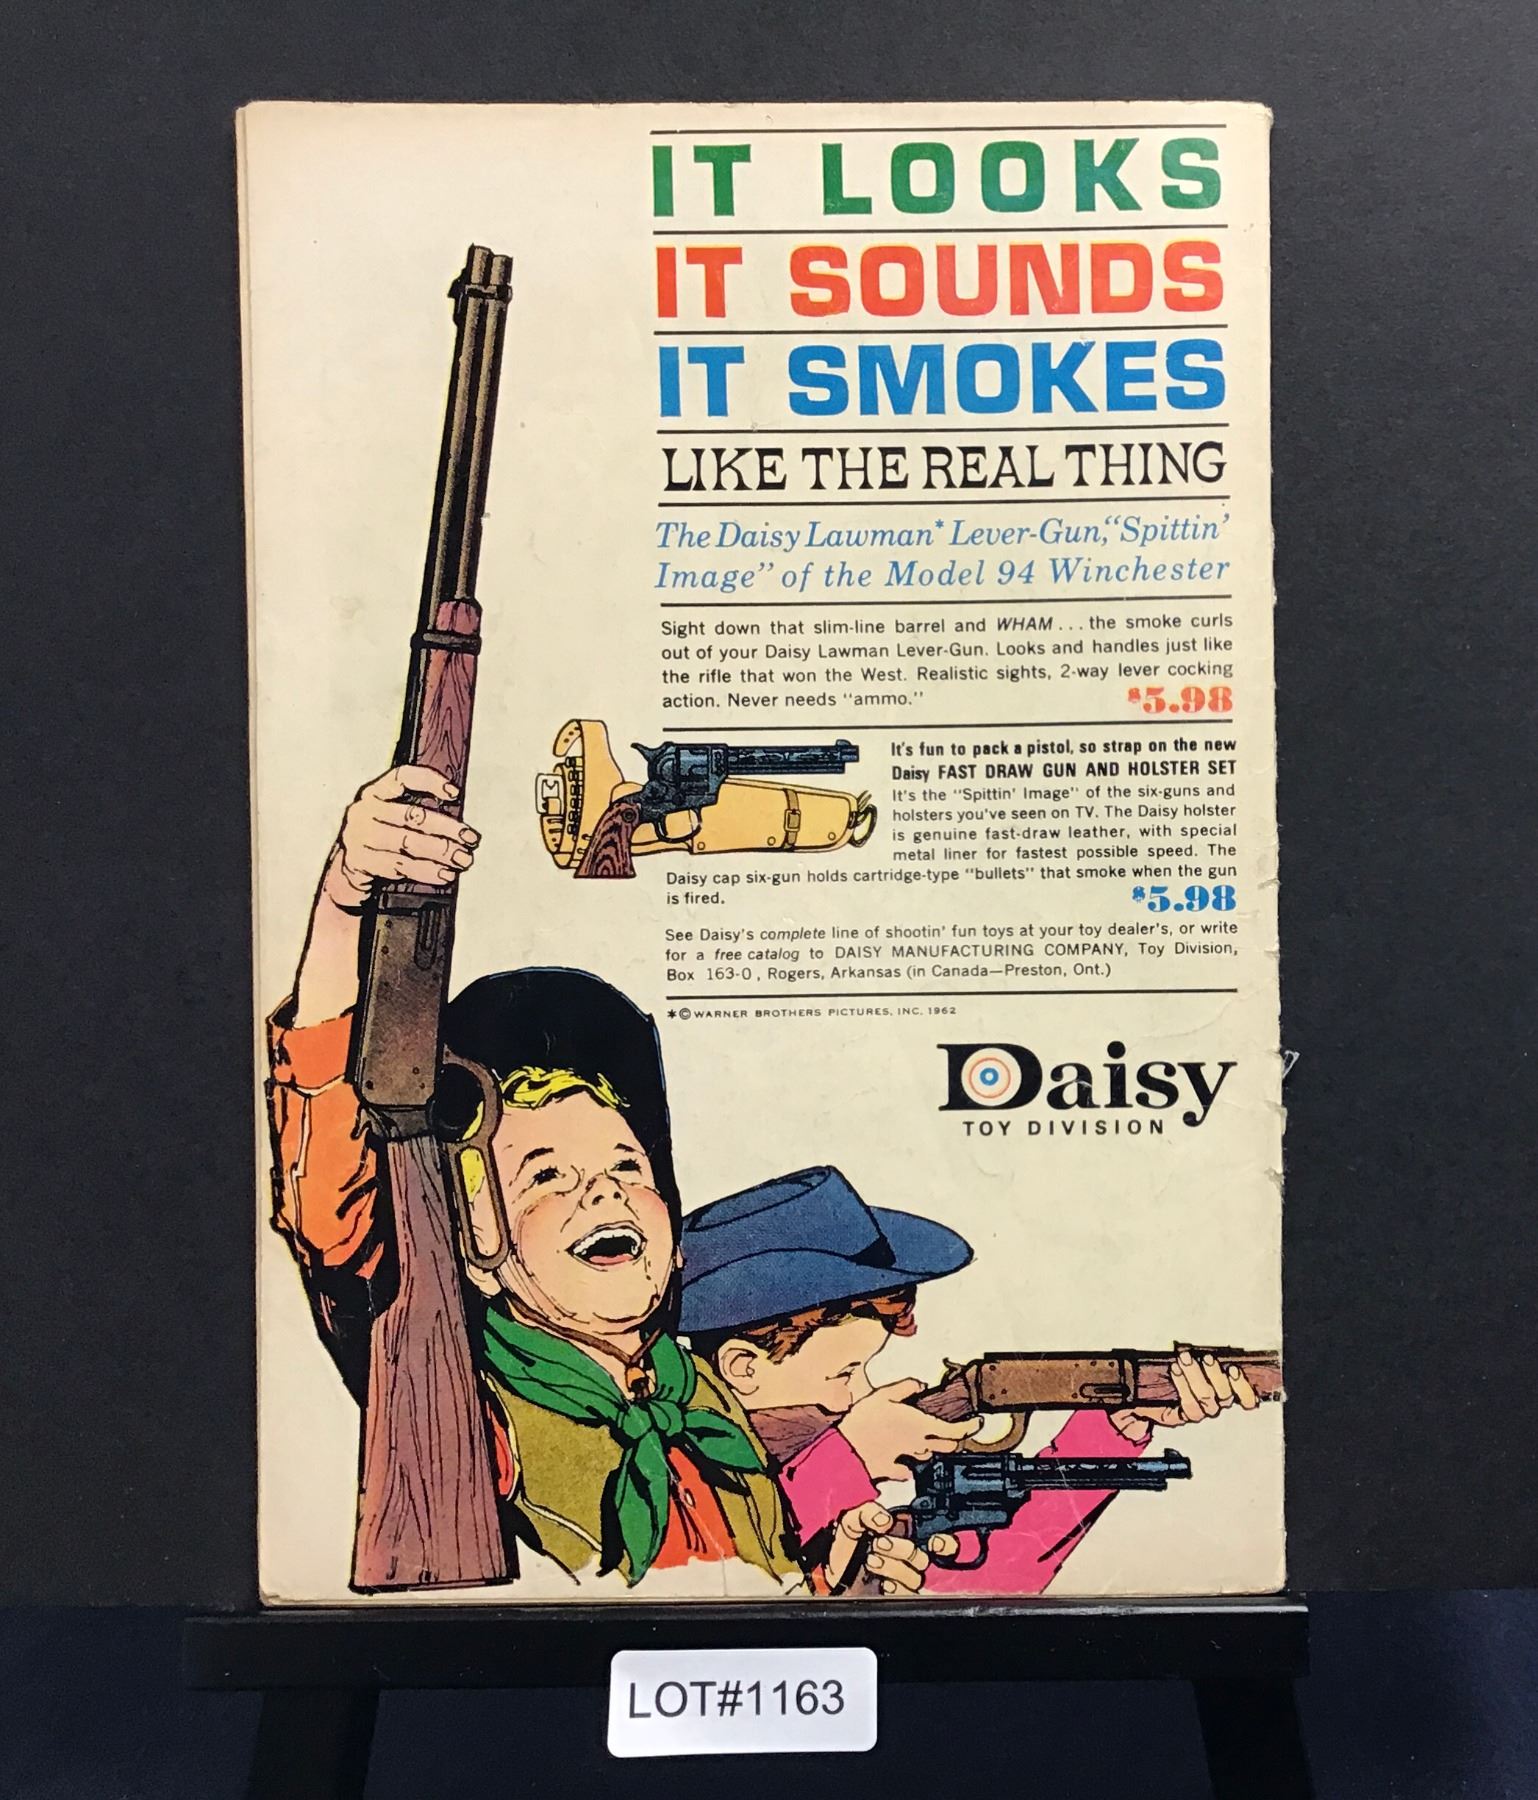 IT LOOKS
IT SOUNDS
IT SMOKES
LIKE THE REAL THING
The Daisy Lawman* Lever-Gun, “Spittin’
Image” of the Model 94 Winchester
Sight down that slim-line barrel and WHAM...the smoke curls
out of your Daisy Lawman Lever-Gun. Looks and handles just like
the rifle that won the West. Realistic sights, 2-way lever cocking
action. Never needs “ammo.” $5.98
It's fun to pack a pistol, so strap on the new
Daisy FAST DRAW GUN AND HOLSTER SET
It's the “Spittin’ Image” of the six-guns and
holsters you've seen on TV. The Daisy holster
is genuine fast-draw leather, with special
metal liner for fastest possible speed. The
Daisy cap six-gun holds cartridge-type “bullets” that smoke when the gun
is fired. $5.98
See Daisy's complete line of shootin’ fun toys at your toy dealer's, or write
for a free catalog to DAISY MANUFACTURING COMPANY, Toy Division,
Box 163-O, Rogers, Arkansas (in Canada—Preston, Ont.)
*©WARNER BROTHERS PICTURES, INC. 1962
Daisy
TOY DIVISION
LOT#1163